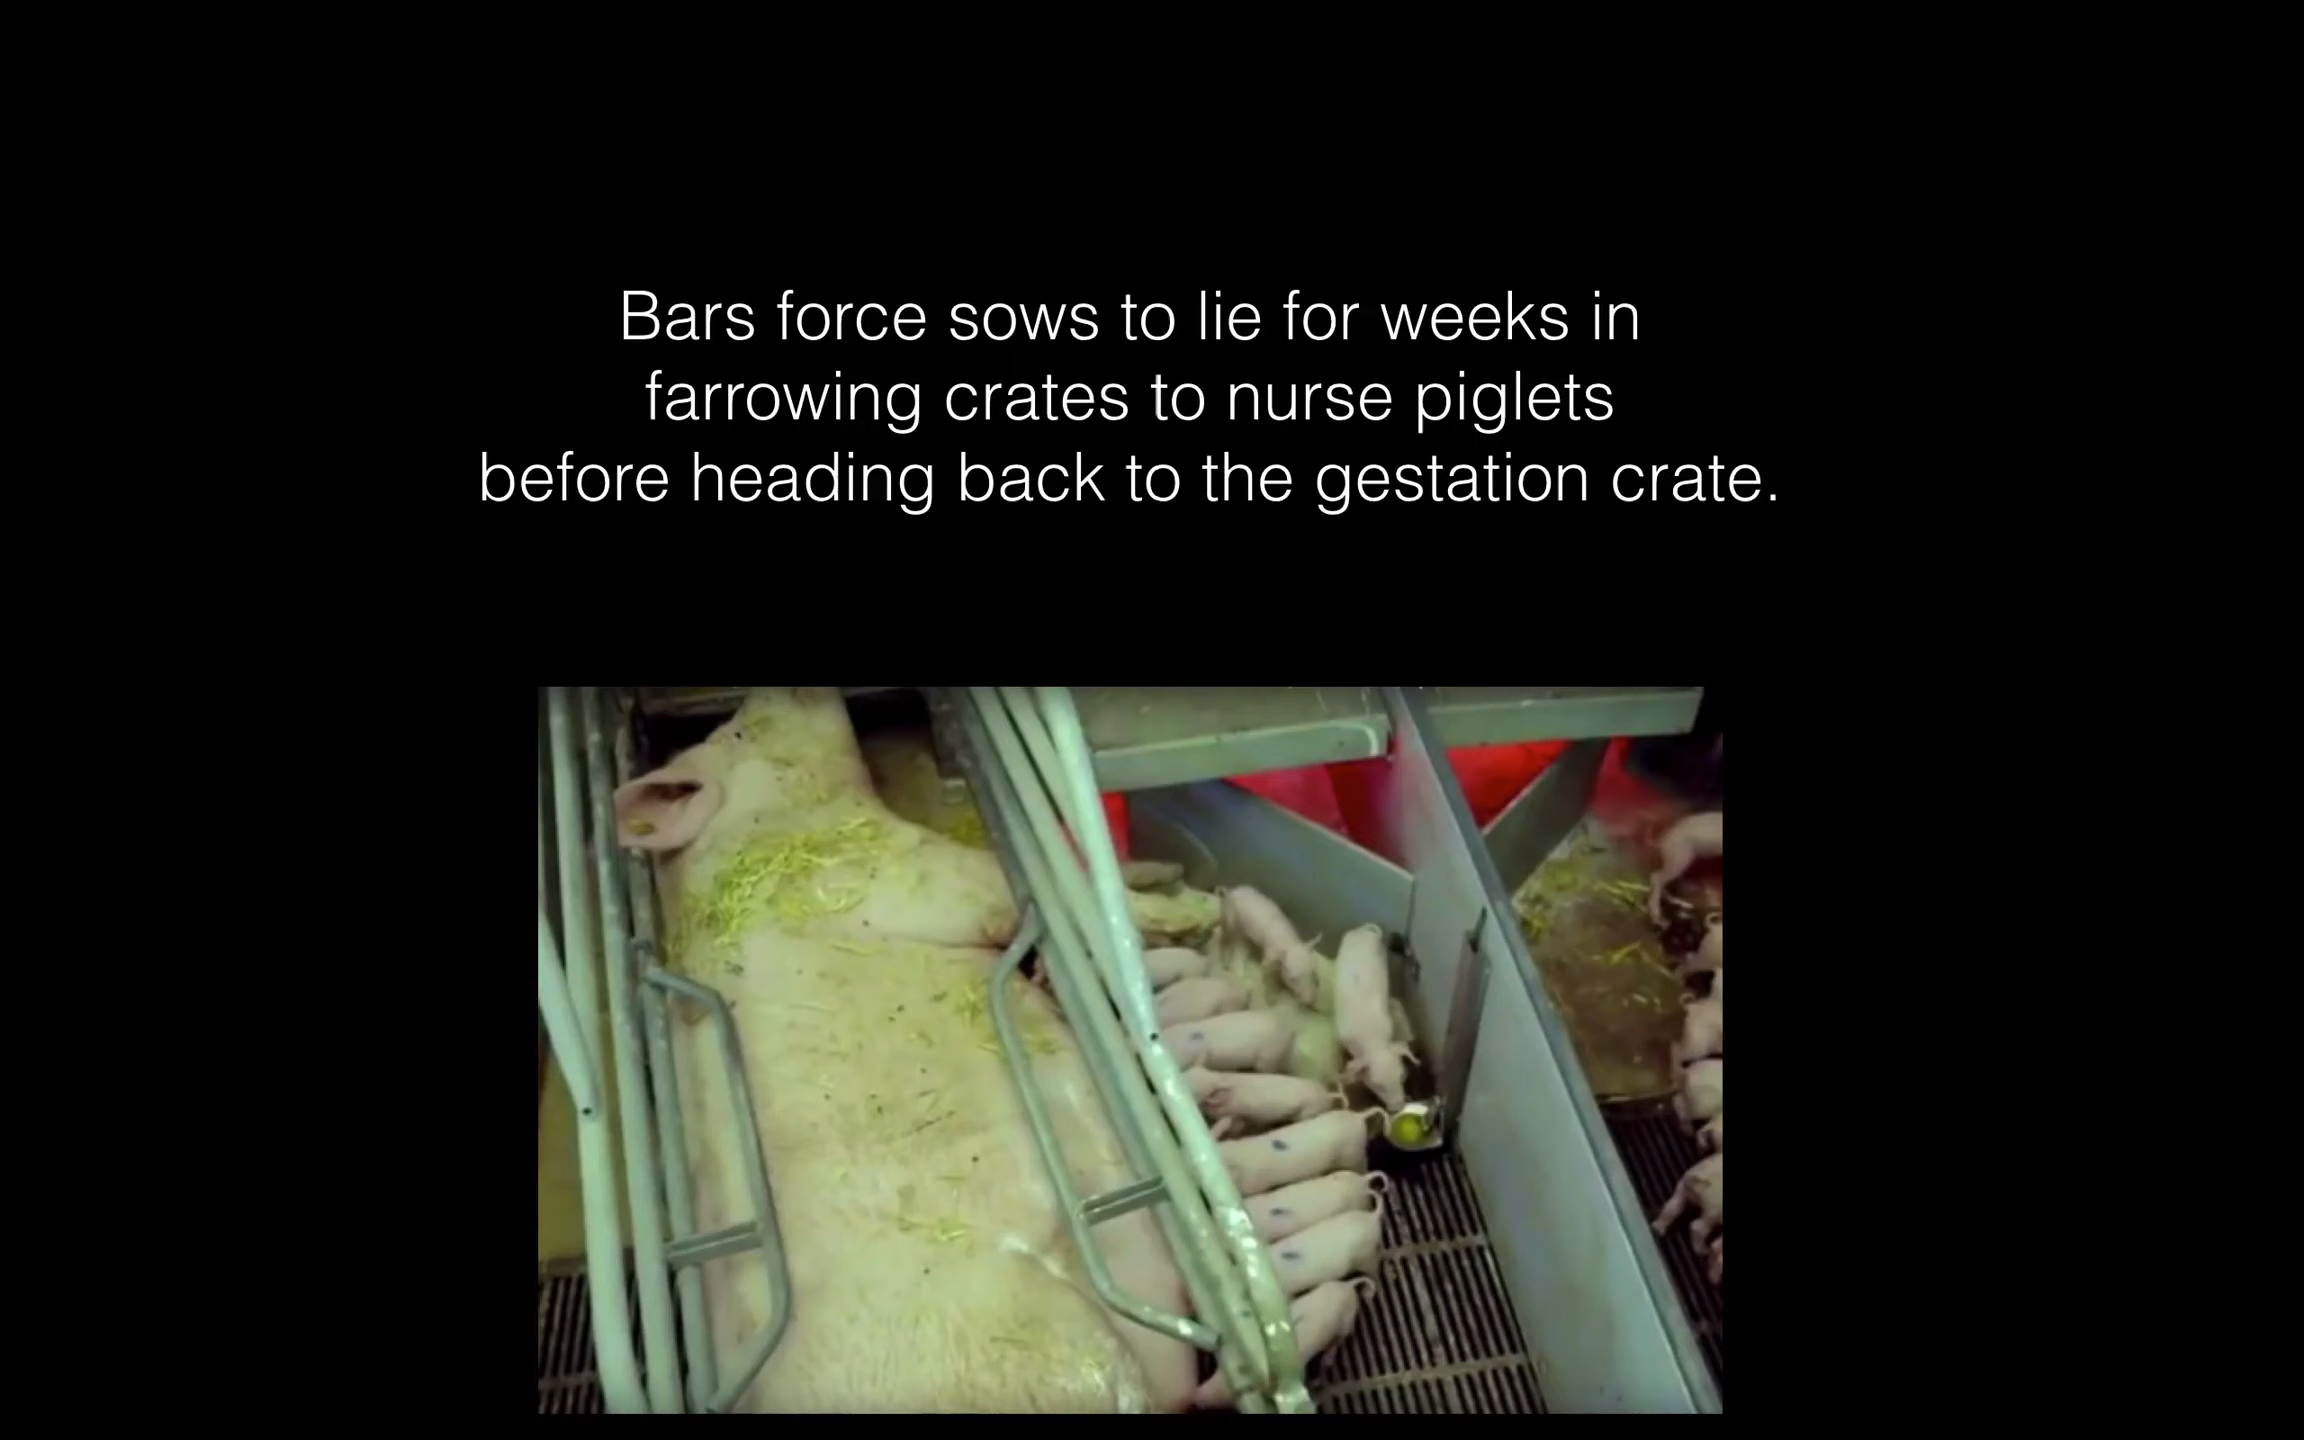 Bars force sows to lie for weeks in
farrowing crates to nurse piglets
before heading back to the gestation crate.